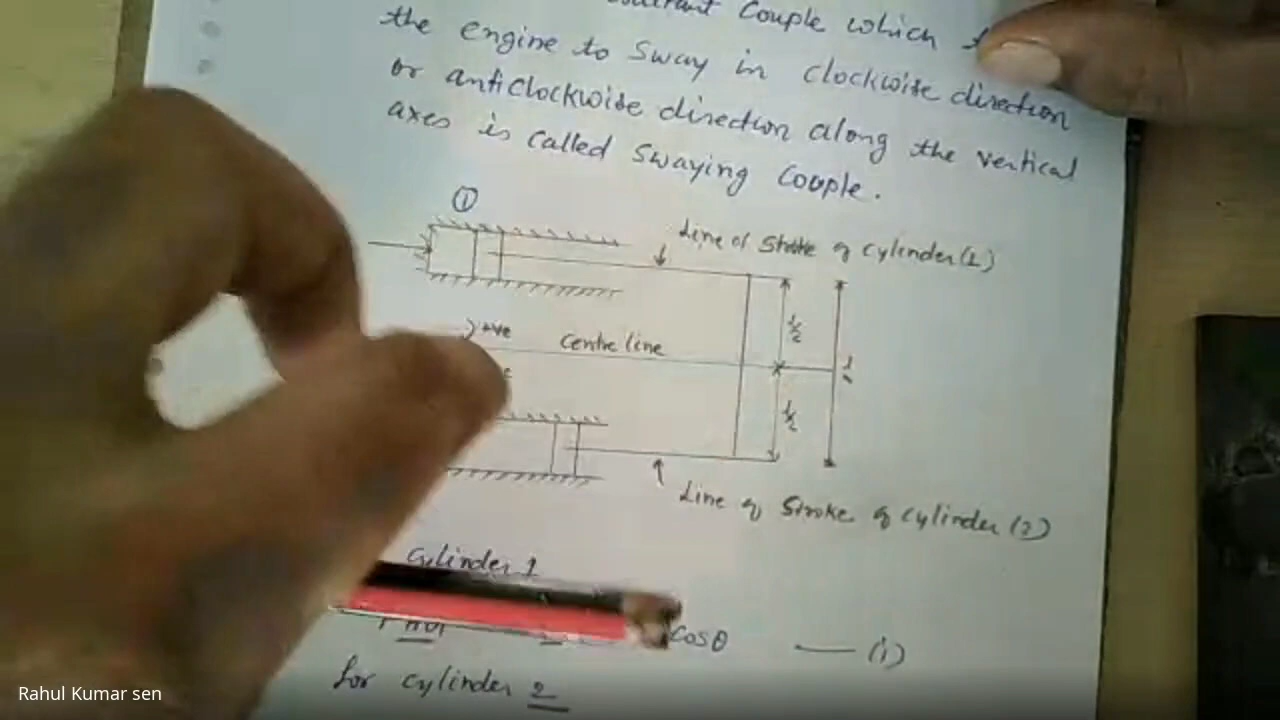 Couple which
the engine to sway in clockwise direction
or anticlockwise direction along the vertical
axes is called swaying couple.
①
Line of Stroke of cylinder (1)
+ve
Centre line
l/2
l
l/2
Line of Stroke of cylinder (2)
cylinder 1
Cosθ —— (i)
for cylinder 2
Rahul Kumar sen